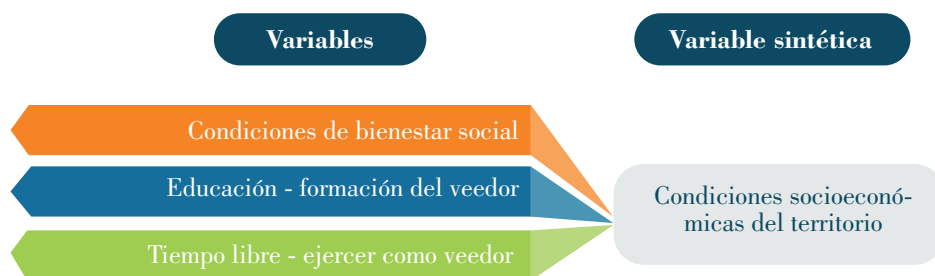 Variables
Variable sintética
Condiciones de bienestar social
Educación - formación del veedor
Tiempo libre - ejercer como veedor
Condiciones socioeconó-
micas del territorio